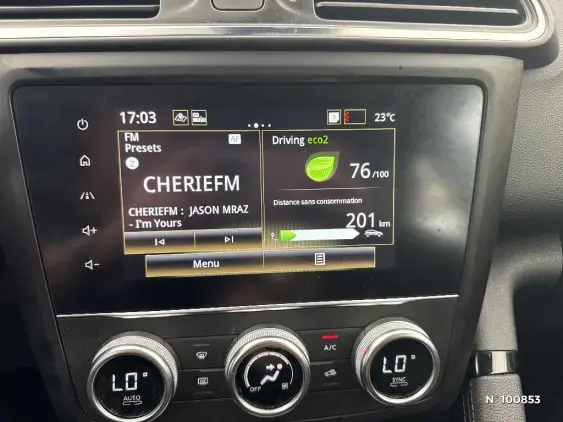 17:03
23°C
FM
Presets
AF
2
CHERIEFM
CHERIEFM : JASON MRAZ
- I'm Yours
Driving eco2
76/100
Distance sans consommation
201 km
Menu
A/C
LO°
AUTO
OFF
LO°
SYNC
N°100853